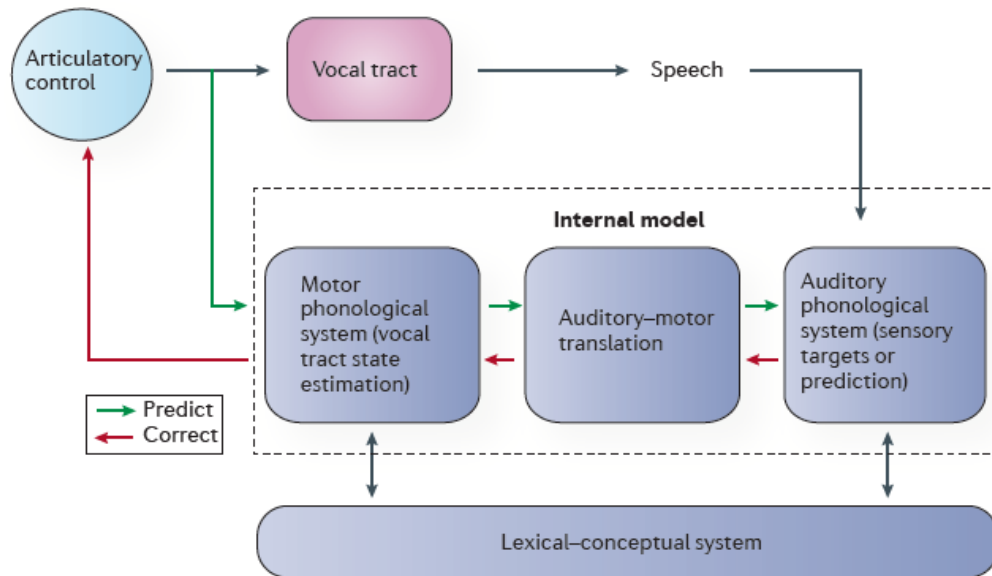 Articulatory
control
Vocal tract
Speech
Internal model
Motor
phonological
system (vocal
tract state
estimation)
Auditory–motor
translation
Auditory
phonological
system (sensory
targets or
prediction)
Predict
Correct
Lexical–conceptual system